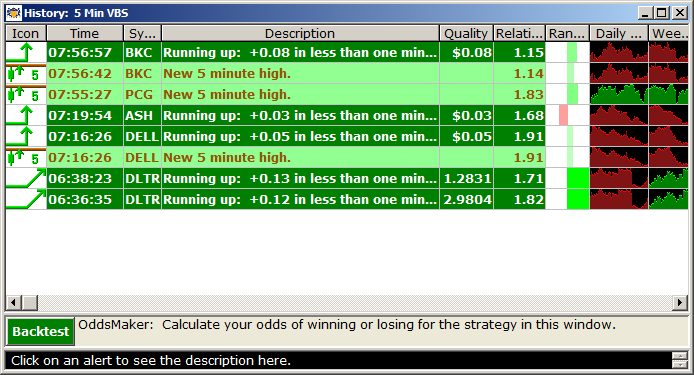 History: 5 Min VBS
Icon Time Sy... Description Quality Relati... Ran... Daily ... Wee...
07:56:57 BKC Running up: +0.08 in less than one min... $0.08 1.15
5 07:56:42 BKC New 5 minute high. 1.14
5 07:55:27 PCG New 5 minute high. 1.83
07:19:54 ASH Running up: +0.03 in less than one min... $0.03 1.68
07:16:26 DELL Running up: +0.05 in less than one min... $0.05 1.91
5 07:16:26 DELL New 5 minute high. 1.91
06:38:23 DLTR Running up: +0.13 in less than one min... 1.2831 1.71
06:36:35 DLTR Running up: +0.12 in less than one min... 2.9804 1.82
Backtest OddsMaker: Calculate your odds of winning or losing for the strategy in this window.
Click on an alert to see the description here.